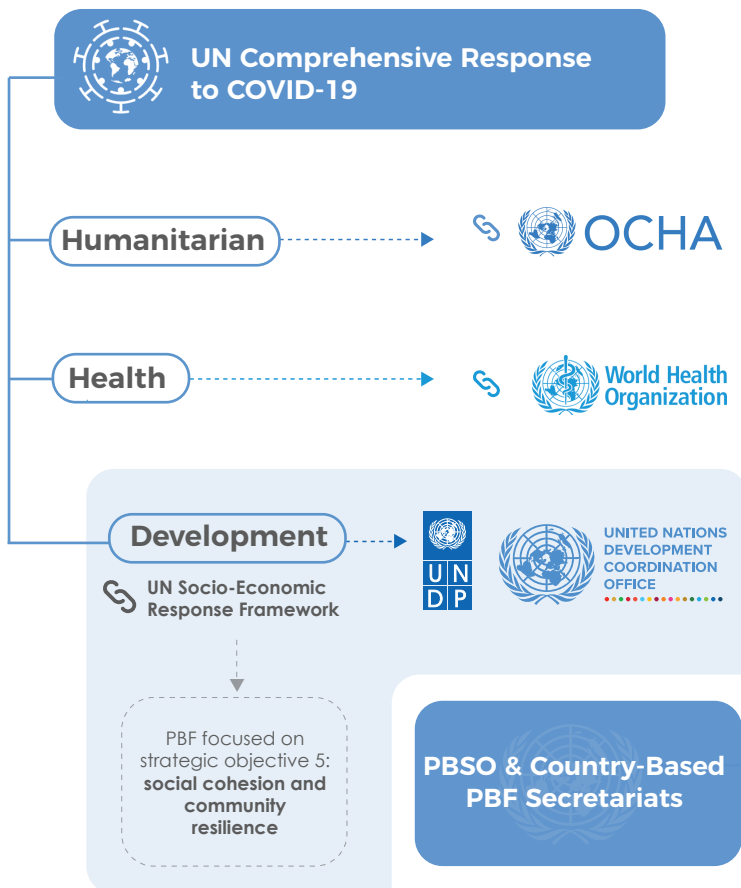 UN Comprehensive Response
to COVID-19
Humanitarian
OCHA
Health
World Health
Organization
Development
UN
DP
UNITED NATIONS
DEVELOPMENT
COORDINATION
OFFICE
UN Socio-Economic
Response Framework
PBF focused on
strategic objective 5:
social cohesion and
community
resilience
PBSO & Country-Based
PBF Secretariats